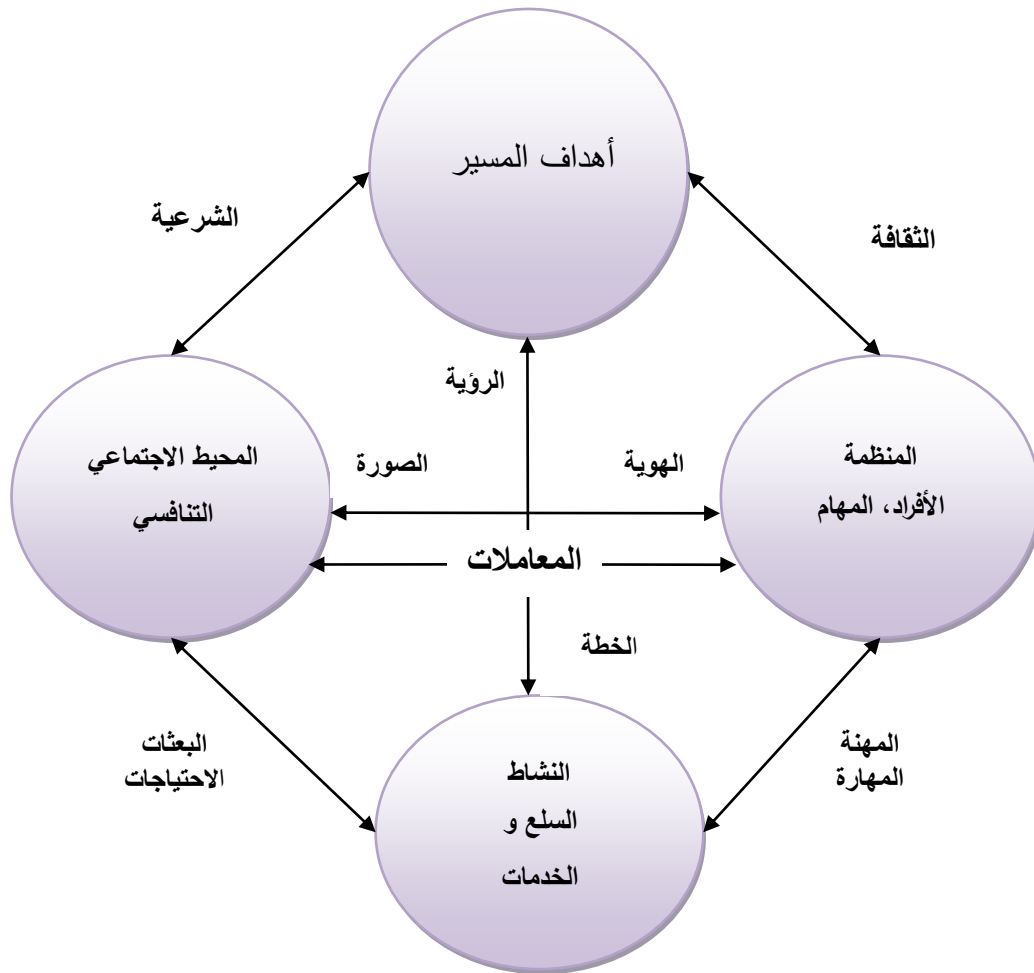 أهداف المسير
الشرعية
الثقافة
الرؤية
المنظمة
الأفراد، المهام
الهوية
الصورة
المحيط الاجتماعي
التنافسي
المعاملات
الخطة
المهنة
المهارة
البعثات
الاحتياجات
النشاط
السلع و
الخدمات